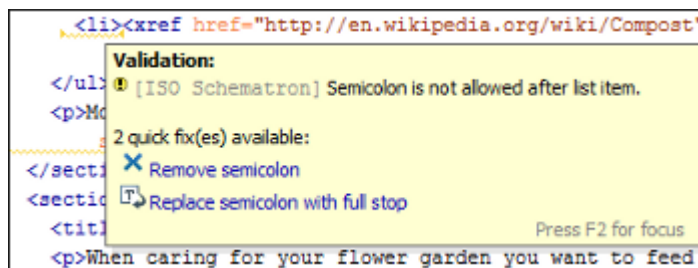 <li><xref href="http://en.wikipedia.org/wiki/Compost"
Validation:
[ISO Schematron] Semicolon is not allowed after list item.
</ul>
<p>Mo
2 quick fix(es) available:
Remove semicolon
</secti
Replace semicolon with full stop
<sectio
<titl
Press F2 for focus
<p>When caring for your flower garden you want to feed